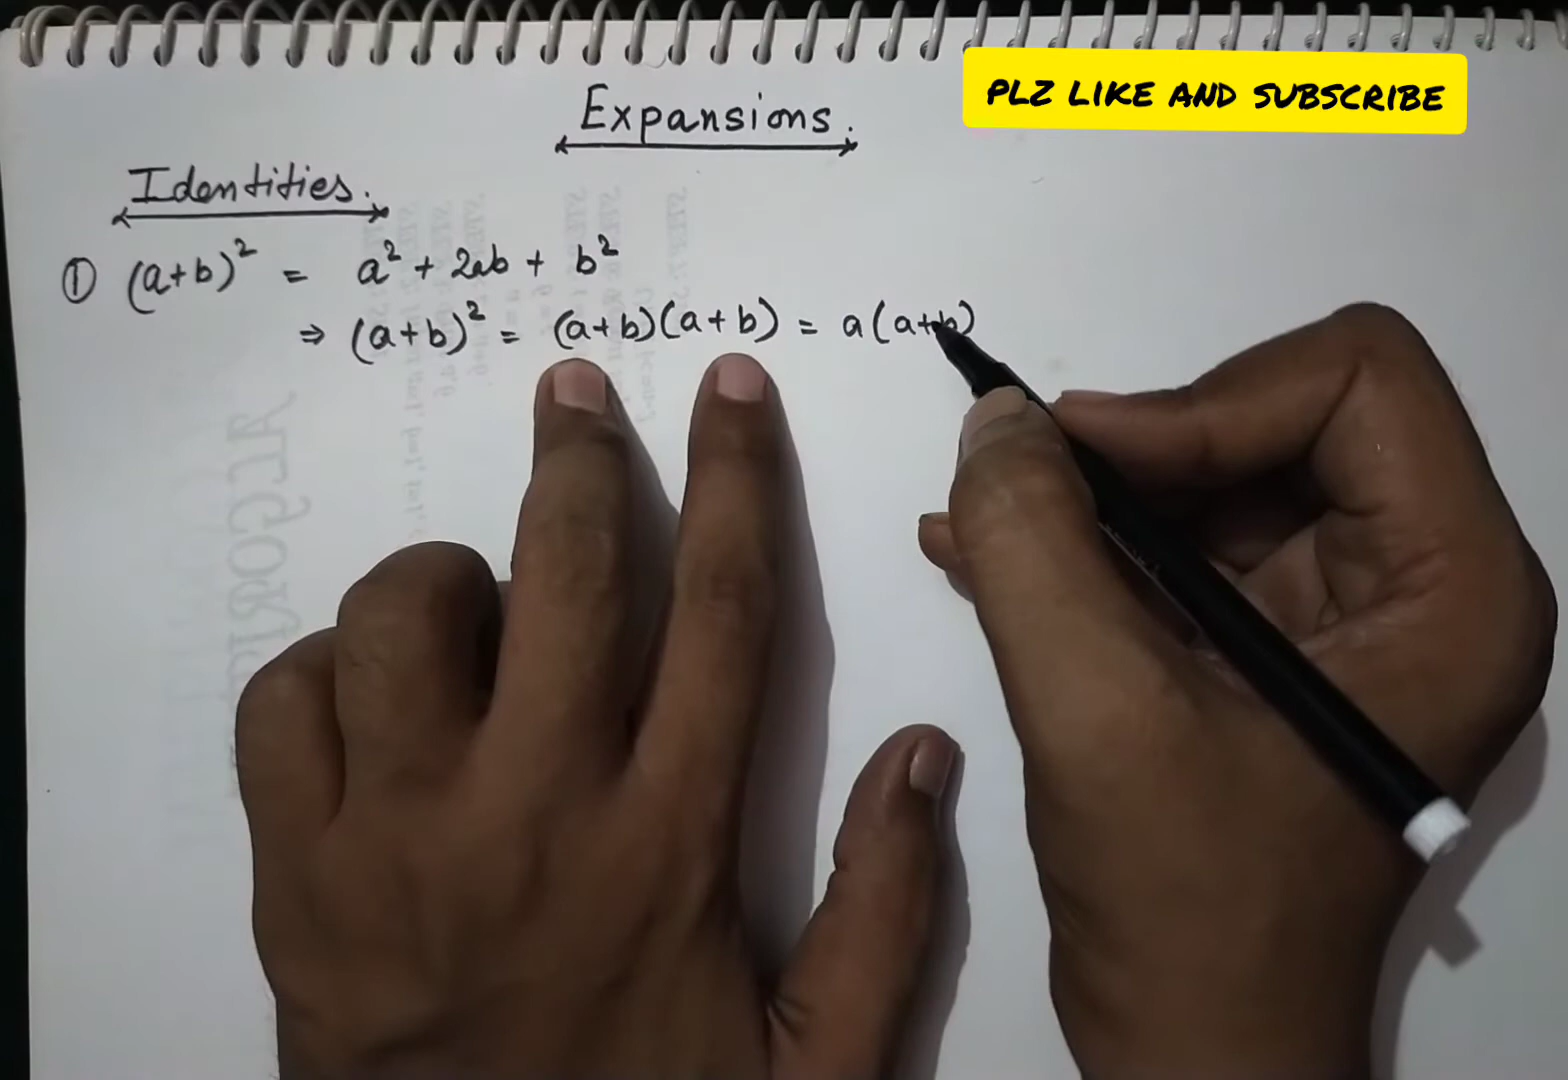 PLZ LIKE AND SUBSCRIBE
Expansions.
Identities.
① (a+b)² = a² + 2ab + b²
⇒ (a+b)² = (a+b)(a+b) = a(a+b)